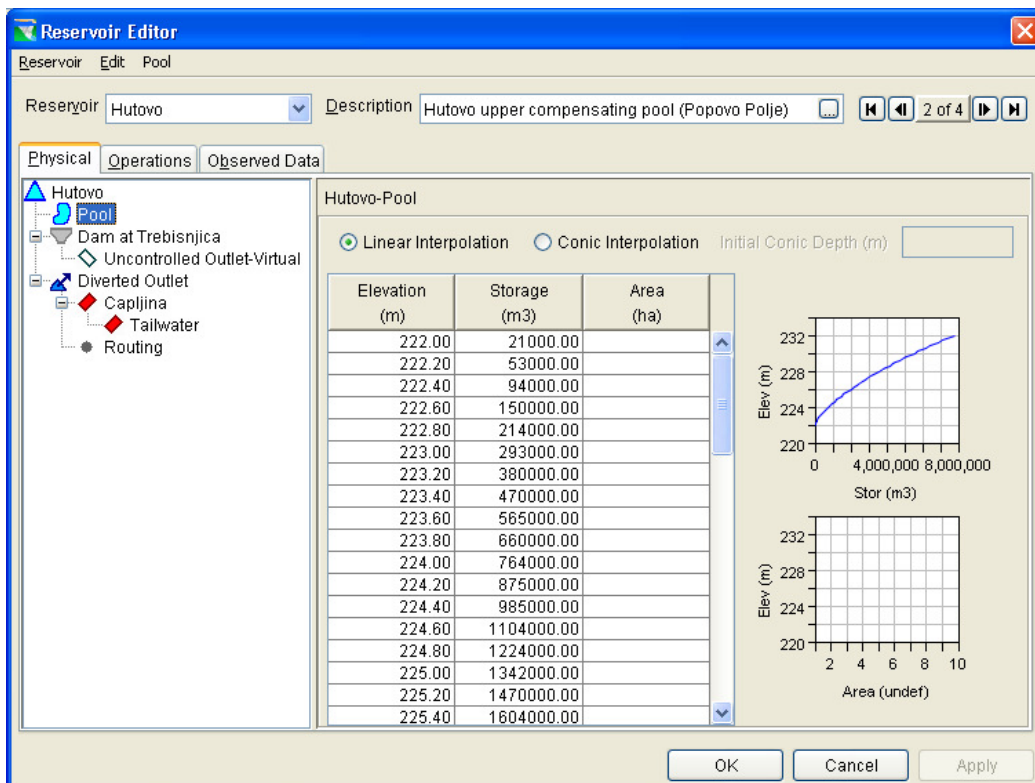 Reservoir Editor
Reservoir Edit Pool
Reservoir Hutovo Description Hutovo upper compensating pool (Popovo Polje) ... 2 of 4
Physical Operations Observed Data
Hutovo
Pool
Dam at Trebisnjica
Uncontrolled Outlet-Virtual
Diverted Outlet
Capljina
Tailwater
Routing
Hutovo-Pool
Linear Interpolation Conic Interpolation Initial Conic Depth (m)
Elevation (m) Storage (m3) Area (ha)
222.00 21000.00
222.20 53000.00
222.40 94000.00
222.60 150000.00
222.80 214000.00
223.00 293000.00
223.20 380000.00
223.40 470000.00
223.60 565000.00
223.80 660000.00
224.00 764000.00
224.20 875000.00
224.40 985000.00
224.60 1104000.00
224.80 1224000.00
225.00 1342000.00
225.20 1470000.00
225.40 1604000.00
232
228
224
220
Elev (m)
0 4,000,000 8,000,000
Stor (m3)
232
228
224
220
Elev (m)
2 4 6 8 10
Area (undef)
OK Cancel Apply